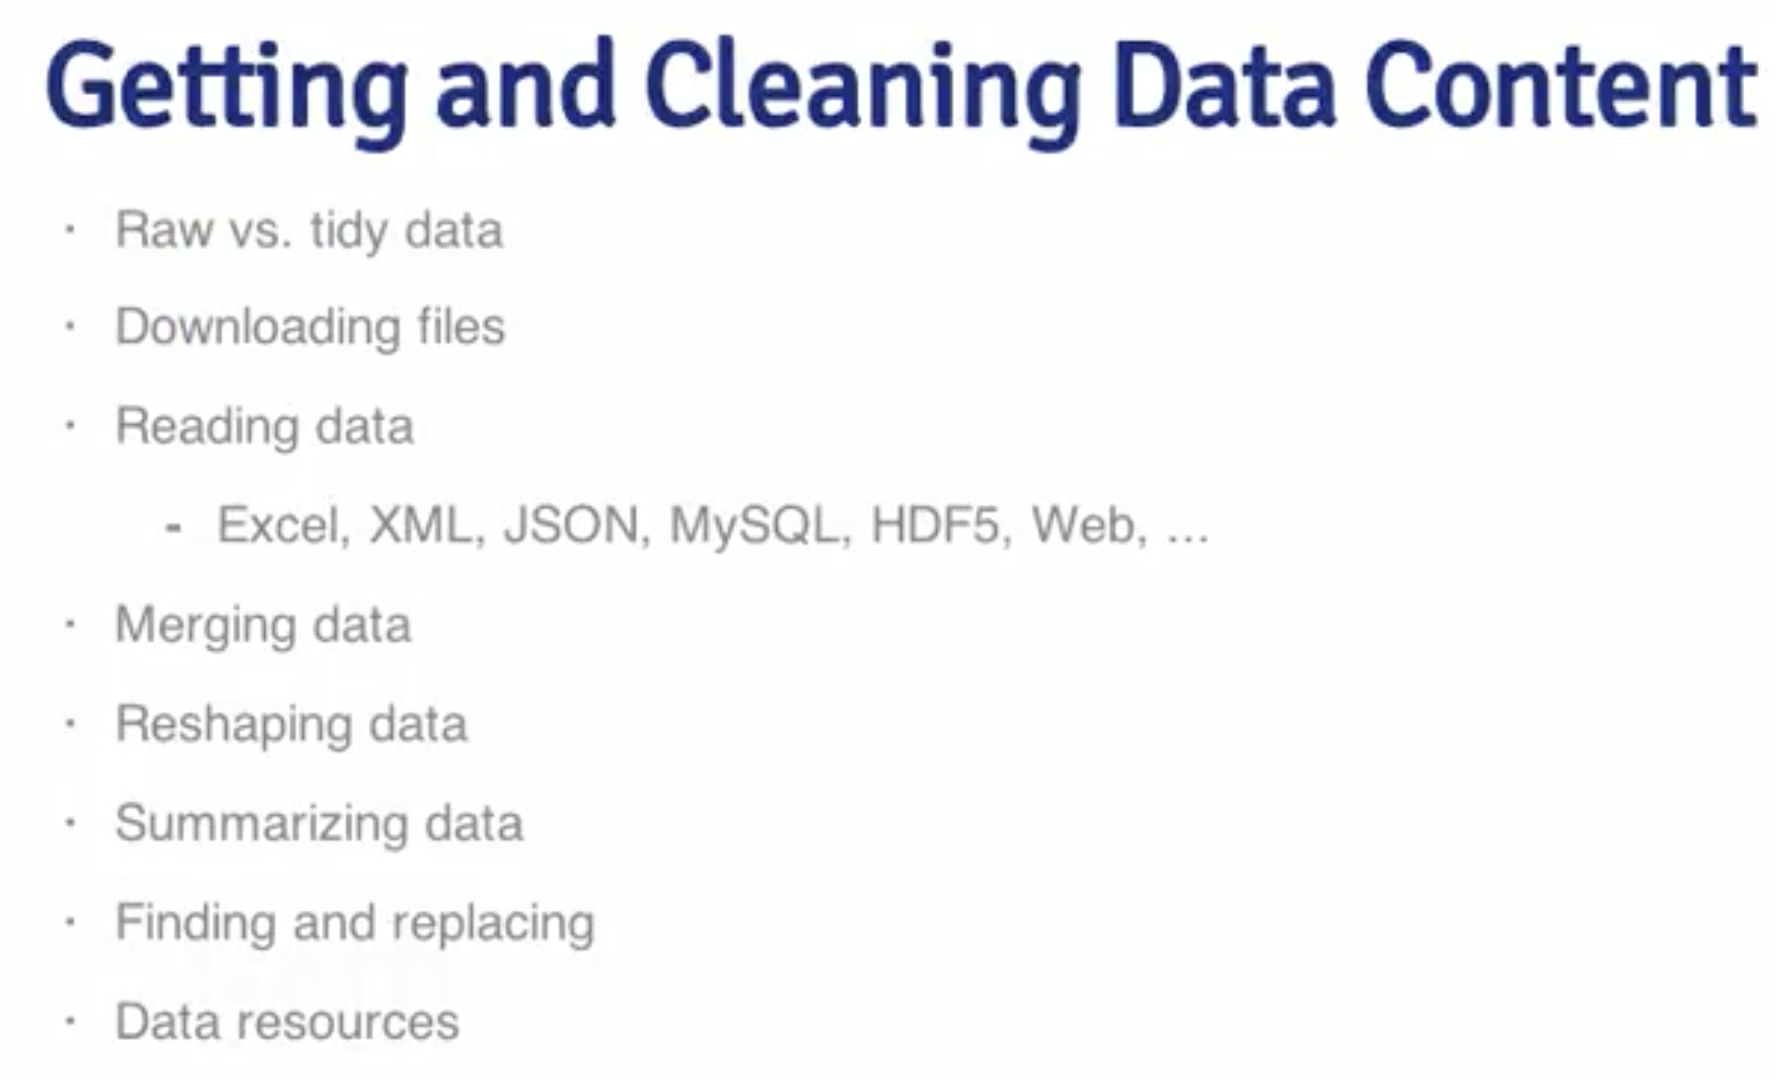 Getting and Cleaning Data Content
· Raw vs. tidy data
· Downloading files
· Reading data
- Excel, XML, JSON, MySQL, HDF5, Web, ...
· Merging data
· Reshaping data
· Summarizing data
· Finding and replacing
· Data resources